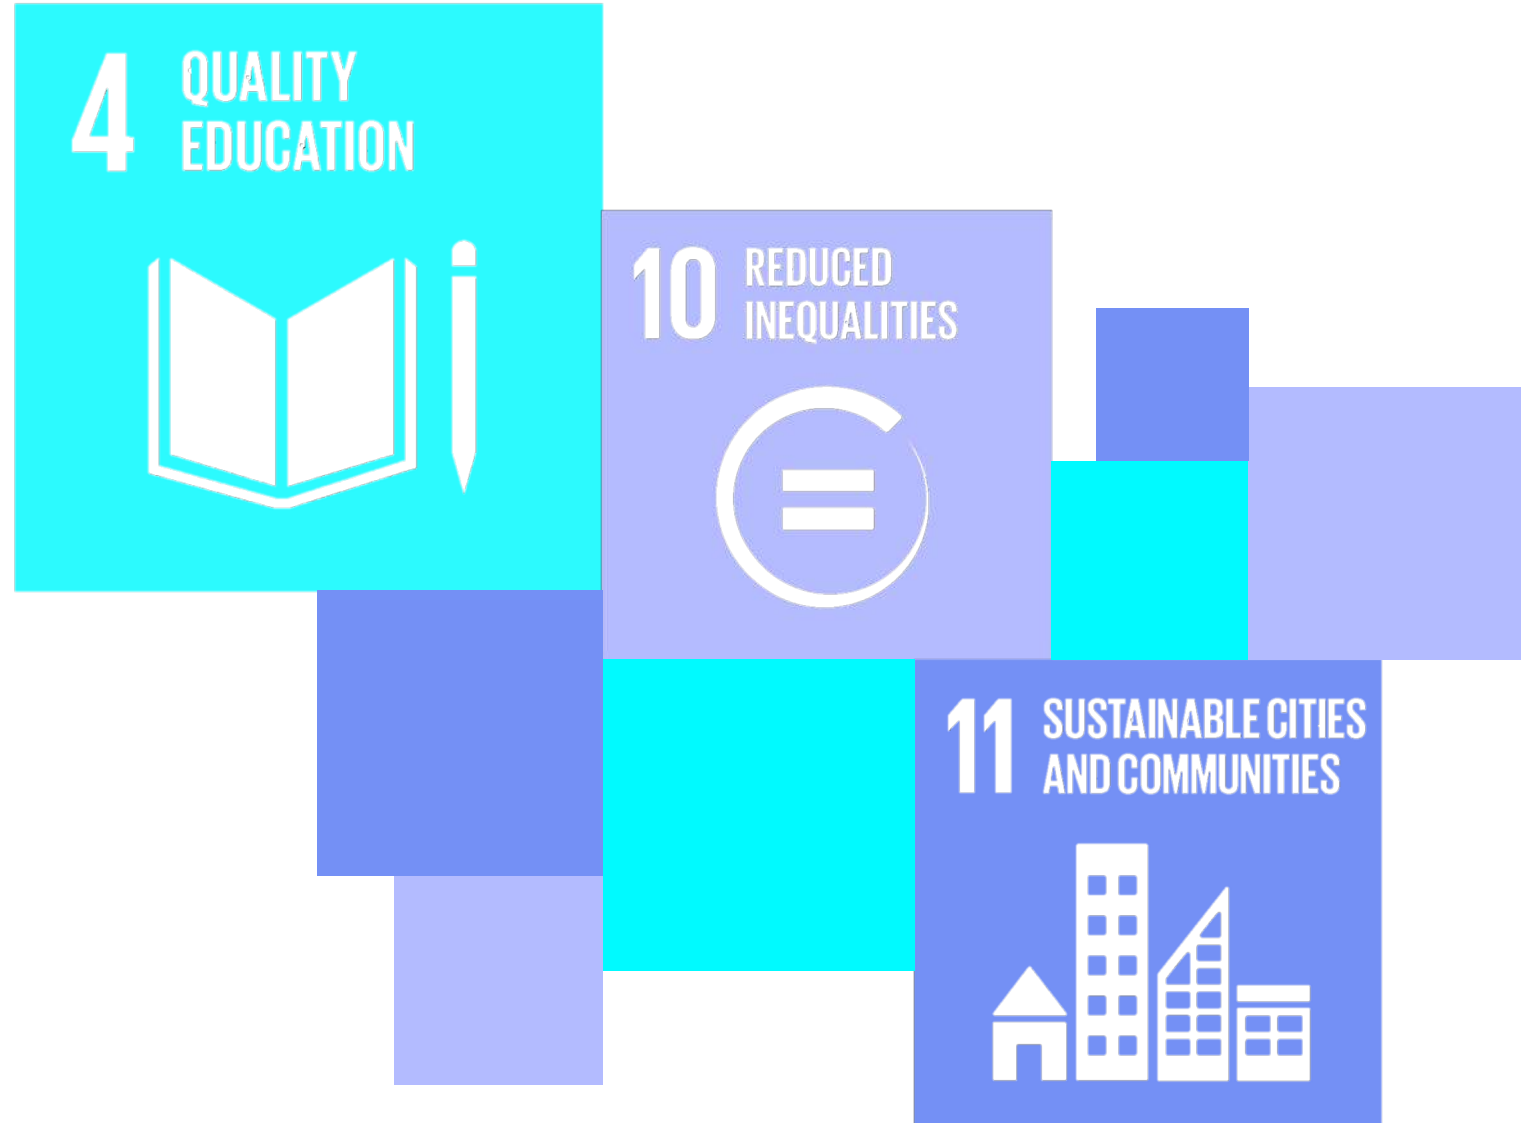 4
QUALITY
EDUCATION
10
REDUCED
INEQUALITIES
=
11
SUSTAINABLE CITIES
AND COMMUNITIES